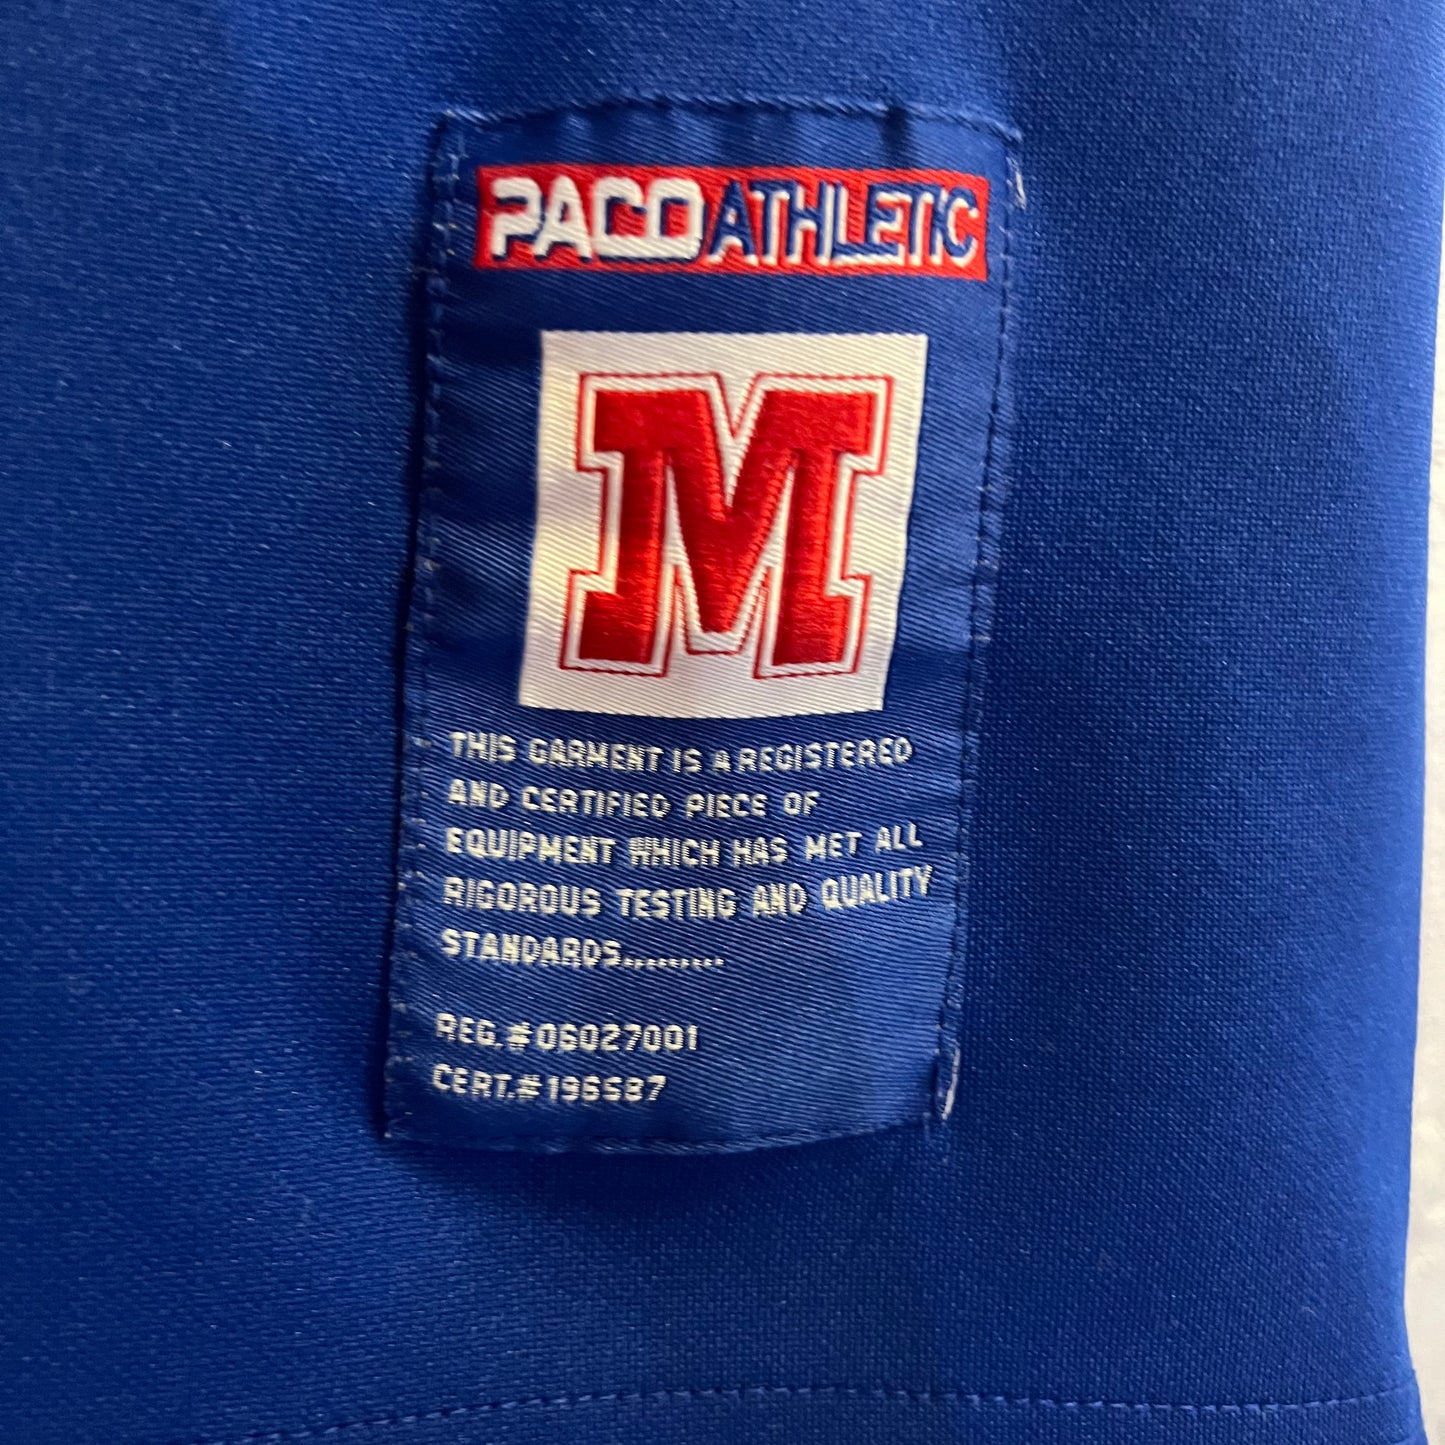 PACO ATHLETIC
M
THIS GARMENT IS A REGISTERED
AND CERTIFIED PIECE OF
EQUIPMENT WHICH HAS MET ALL
RIGOROUS TESTING AND QUALITY
STANDARDS.........
REG.#06027001
CERT.#196687